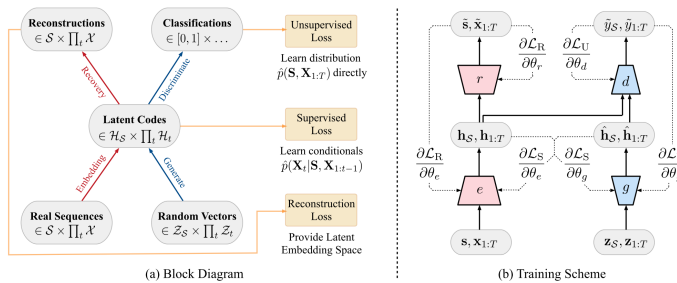 Reconstructions
∈ 𝒮 × ∏ₜ 𝒳
Classifications
∈ [0, 1] × ...
Unsupervised
Loss
Learn distribution
p̂(S, X₁:T) directly
Recovery
Discriminate
Latent Codes
∈ ℋ_𝒮 × ∏ₜ ℋₜ
Supervised
Loss
Learn conditionals
p̂(Xₜ|S, X₁:t−1)
Embedding
Generate
Real Sequences
∈ 𝒮 × ∏ₜ 𝒳
Random Vectors
∈ 𝒵_𝒮 × ∏ₜ 𝒵ₜ
Reconstruction
Loss
Provide Latent
Embedding Space
(a) Block Diagram
s̃, x̃₁:T
ỹ_𝒮, ỹ₁:T
∂ℒ_R
∂θ_r
∂ℒ_U
∂θ_d
r
d
h_𝒮, h₁:T
ĥ_𝒮, ĥ₁:T
∂ℒ_R
∂θ_e
∂ℒ_S
∂θ_e
∂ℒ_S
∂θ_g
e
g
s, x₁:T
z_𝒮, z₁:T
(b) Training Scheme